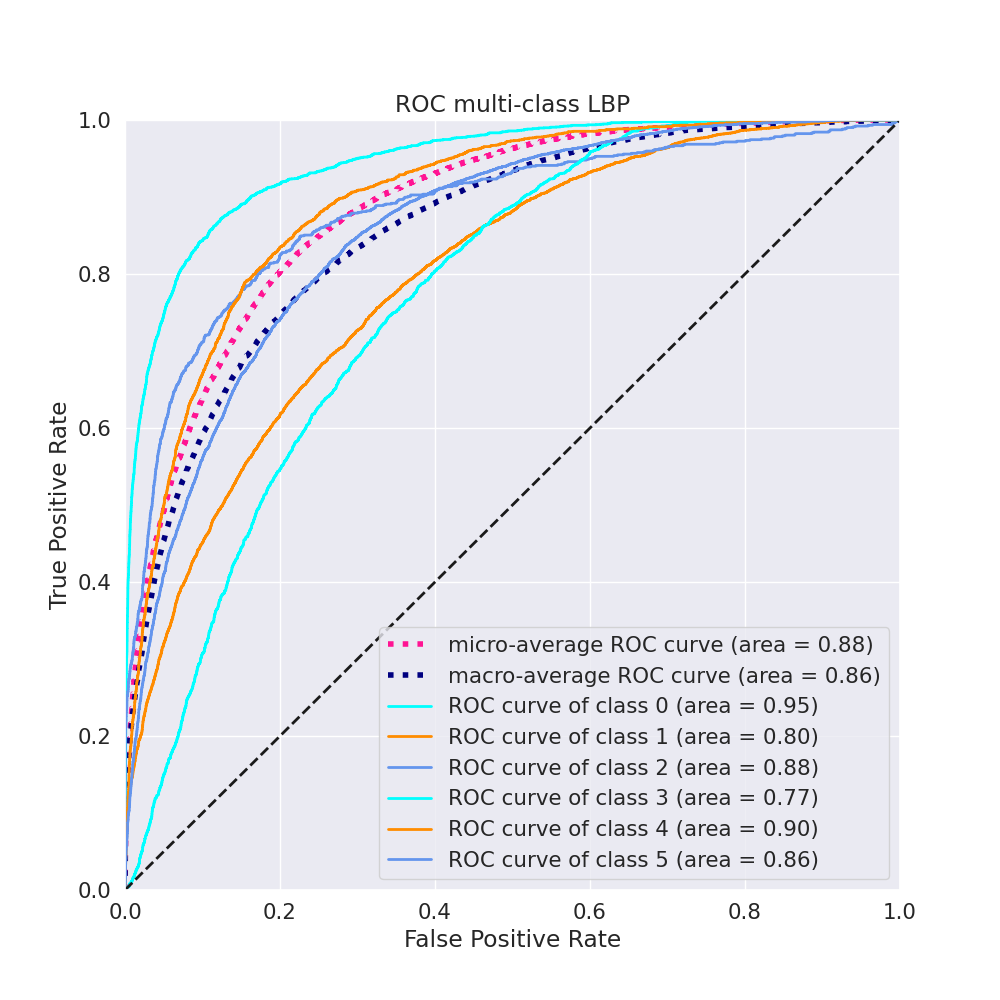 ROC multi-class LBP
1.0
0.8
0.6
0.4
0.2
0.0
True Positive Rate
micro-average ROC curve (area = 0.88)
macro-average ROC curve (area = 0.86)
ROC curve of class 0 (area = 0.95)
ROC curve of class 1 (area = 0.80)
ROC curve of class 2 (area = 0.88)
ROC curve of class 3 (area = 0.77)
ROC curve of class 4 (area = 0.90)
ROC curve of class 5 (area = 0.86)
0.0 0.2 0.4 0.6 0.8 1.0
False Positive Rate